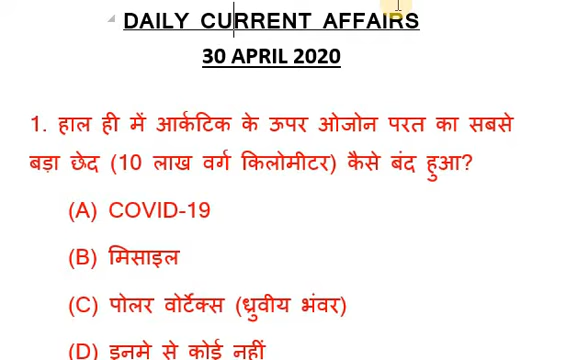 DAILY CURRENT AFFAIRS
30 APRIL 2020
1. हाल ही में आर्कटिक के ऊपर ओजोन परत का सबसे
बड़ा छेद (10 लाख वर्ग किलोमीटर) कैसे बंद हुआ?
(A) COVID-19
(B) मिसाइल
(C) पोलर वोर्टेक्स (ध्रुवीय भंवर)
(D) इनमे से कोई नहीं